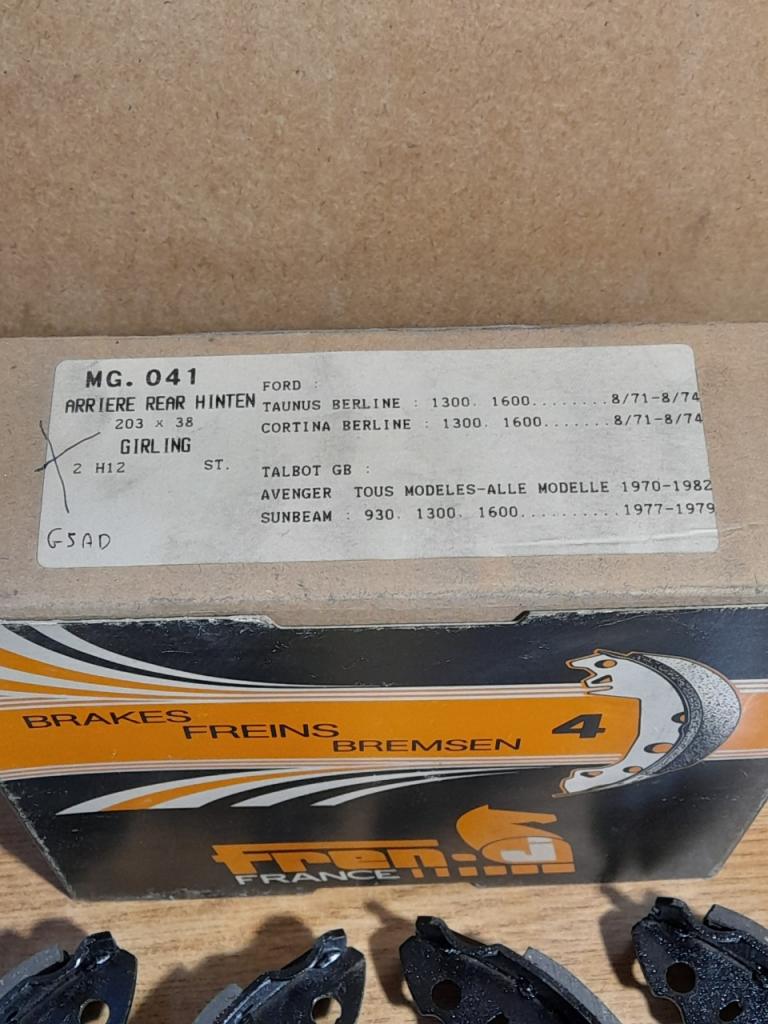 MG. 041
ARRIERE REAR HINTEN
203 x 38
GIRLING
2 H12 ST.
G5AD
FORD :
TAUNUS BERLINE : 1300. 1600........8/71-8/74
CORTINA BERLINE : 1300. 1600.......8/71-8/74
TALBOT GB :
AVENGER TOUS MODELES-ALLE MODELLE 1970-1982
SUNBEAM : 930. 1300. 1600..........1977-1979
BRAKES
FREINS
BREMSEN
4
fren.J
FRANCE